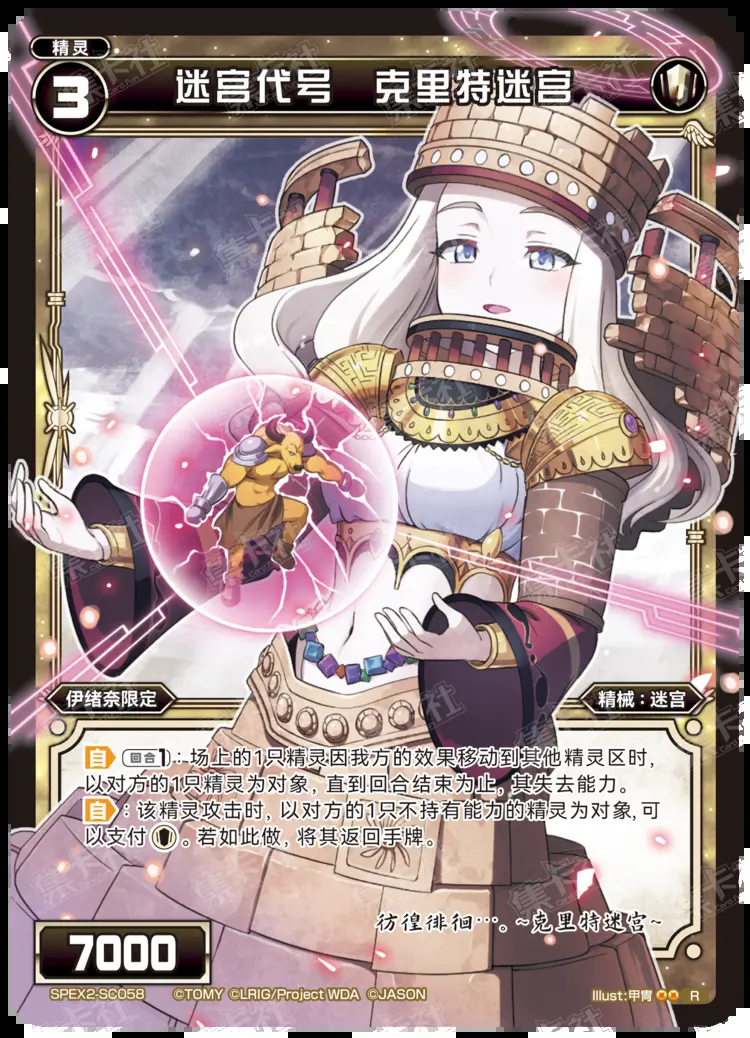 精灵
3
迷宫代号 克里特迷宫
伊绪奈限定
精械：迷宫
自 回合1：场上的1只精灵因我方的效果移动到其他精灵区时，
以对方的1只精灵为对象，直到回合结束为止，其失去能力。
自：该精灵攻击时，以对方的1只不持有能力的精灵为对象，可
以支付 。若如此做，将其返回手牌。
彷徨徘徊…。~克里特迷宫~
7000
SPEX2-SC058 ©TOMY ©LRIG/Project WDA ©JASON
Illust:甲冑 R
集卡社